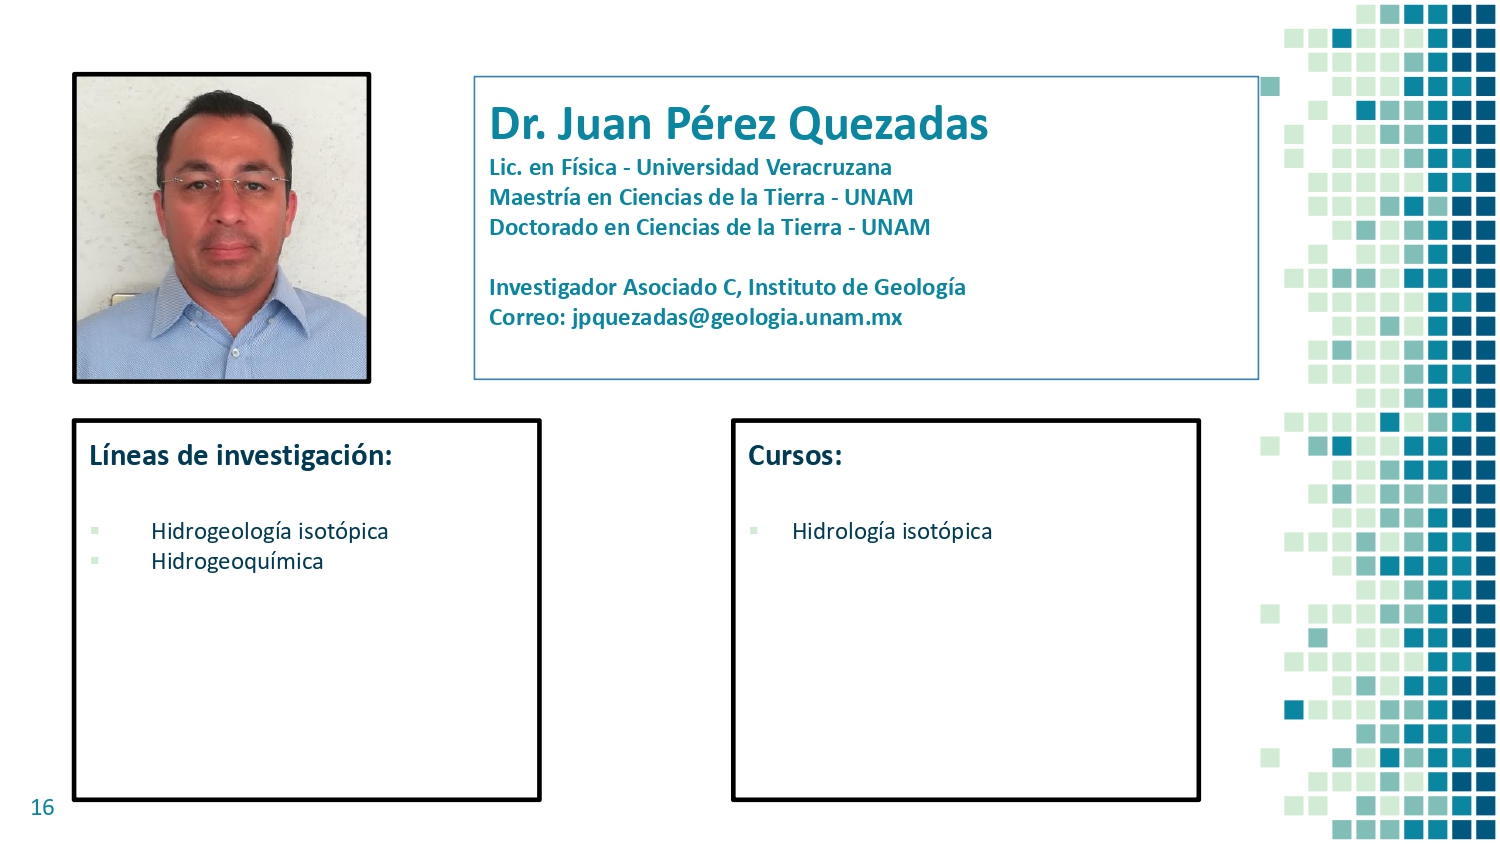 Dr. Juan Pérez Quezadas
Lic. en Física - Universidad Veracruzana
Maestría en Ciencias de la Tierra - UNAM
Doctorado en Ciencias de la Tierra - UNAM
Investigador Asociado C, Instituto de Geología
Correo: jpquezadas@geologia.unam.mx
Líneas de investigación:
Hidrogeología isotópica
Hidrogeoquímica
Cursos:
Hidrología isotópica
16